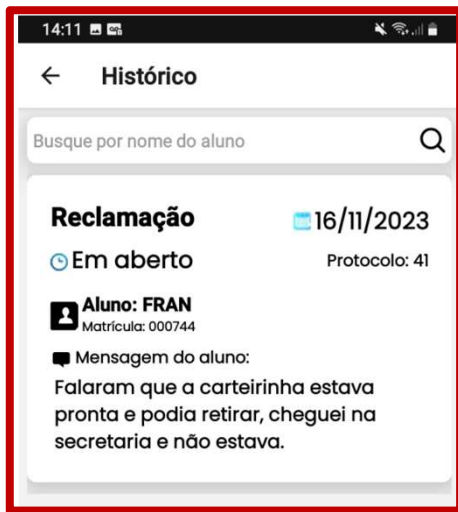 14:11
Histórico
Busque por nome do aluno
Reclamação
16/11/2023
Em aberto
Protocolo: 41
Aluno: FRAN
Matrícula: 000744
Mensagem do aluno:
Falaram que a carteirinha estava
pronta e podia retirar, cheguei na
secretaria e não estava.